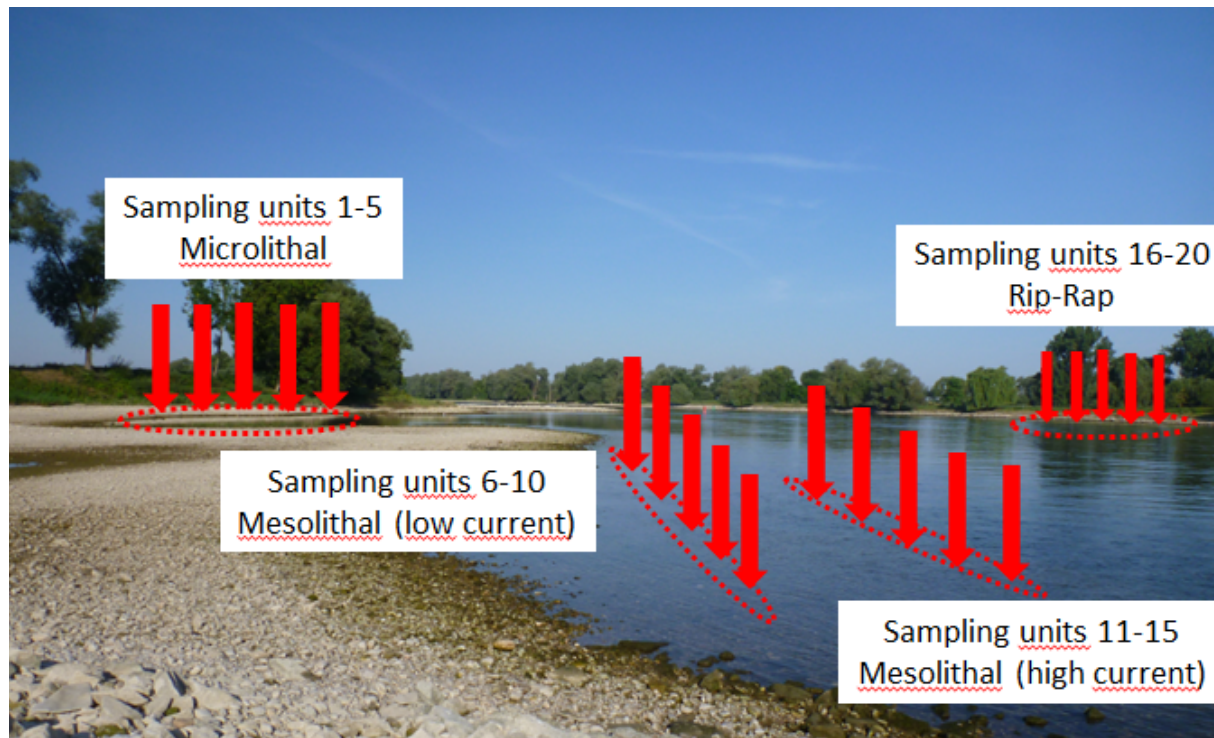 Sampling units 1-5
Microlithal
Sampling units 16-20
Rip-Rap
Sampling units 6-10
Mesolithal (low current)
Sampling units 11-15
Mesolithal (high current)